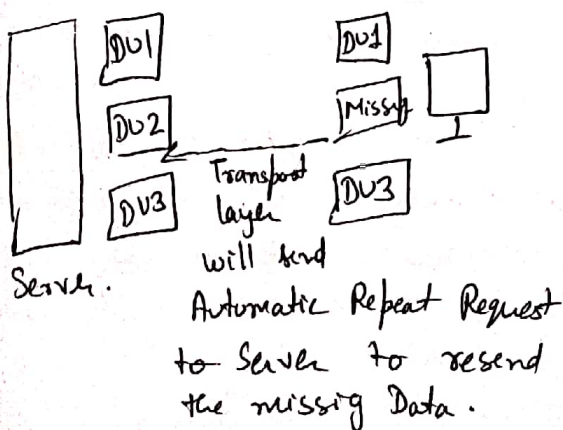 DU1 DU1
DU2 Missig
DU3 DU3
Transport
layer
will send
Server.
Automatic Repeat Request
to Server to resend
the missig Data.